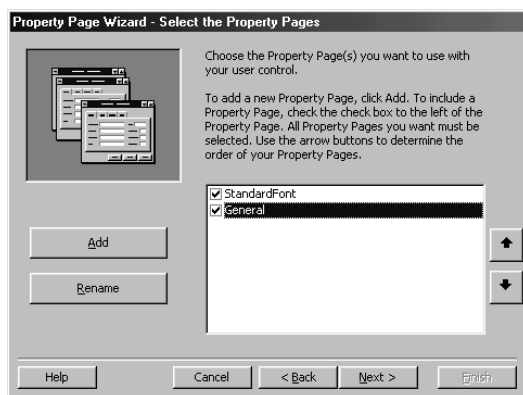 Property Page Wizard - Select the Property Pages
Choose the Property Page(s) you want to use with
your user control.
To add a new Property Page, click Add. To include a
Property Page, check the check box to the left of the
Property Page. All Property Pages you want must be
selected. Use the arrow buttons to determine the
order of your Property Pages.
StandardFont
General
Add
Rename
Help
Cancel
< Back
Next >
Finish